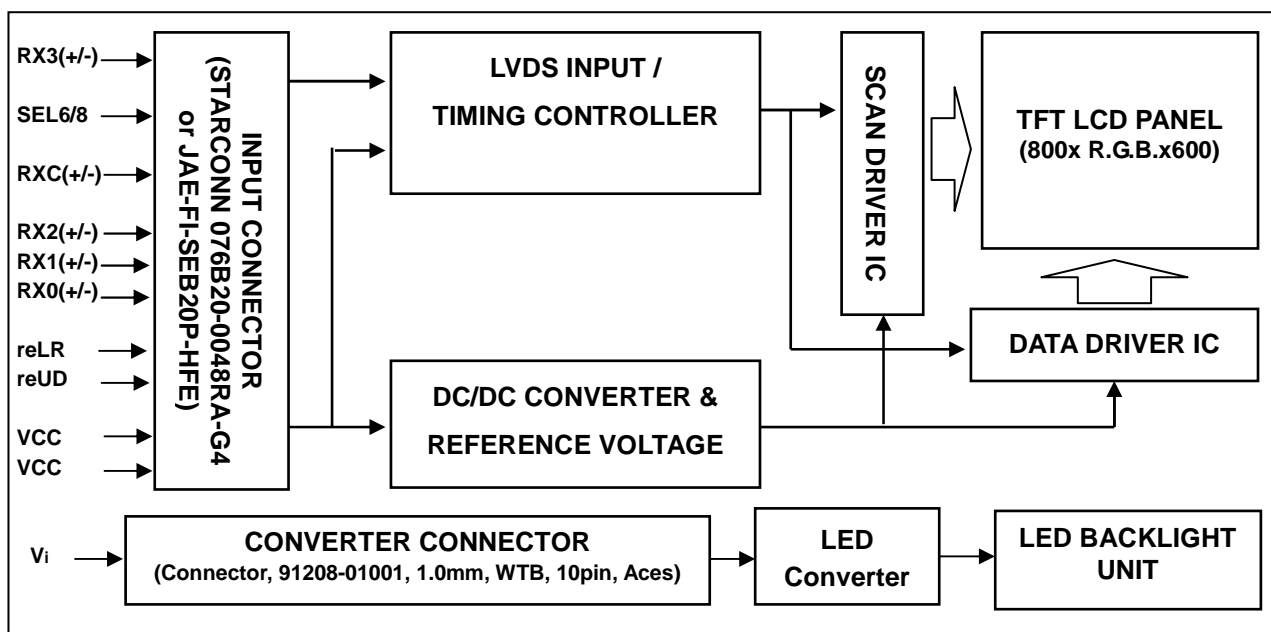 RX3(+/-)
SEL6/8
RXC(+/-)
RX2(+/-)
RX1(+/-)
RX0(+/-)
reLR
reUD
VCC
VCC
INPUT CONNECTOR
(STARCONN 076B20-0048RA-G4
or JAE-FI-SEB20P-HFE)
LVDS INPUT /
TIMING CONTROLLER
SCAN DRIVER IC
TFT LCD PANEL
(800x R.G.B.x600)
DATA DRIVER IC
DC/DC CONVERTER &
REFERENCE VOLTAGE
Vi
CONVERTER CONNECTOR
(Connector, 91208-01001, 1.0mm, WTB, 10pin, Aces)
LED
Converter
LED BACKLIGHT
UNIT